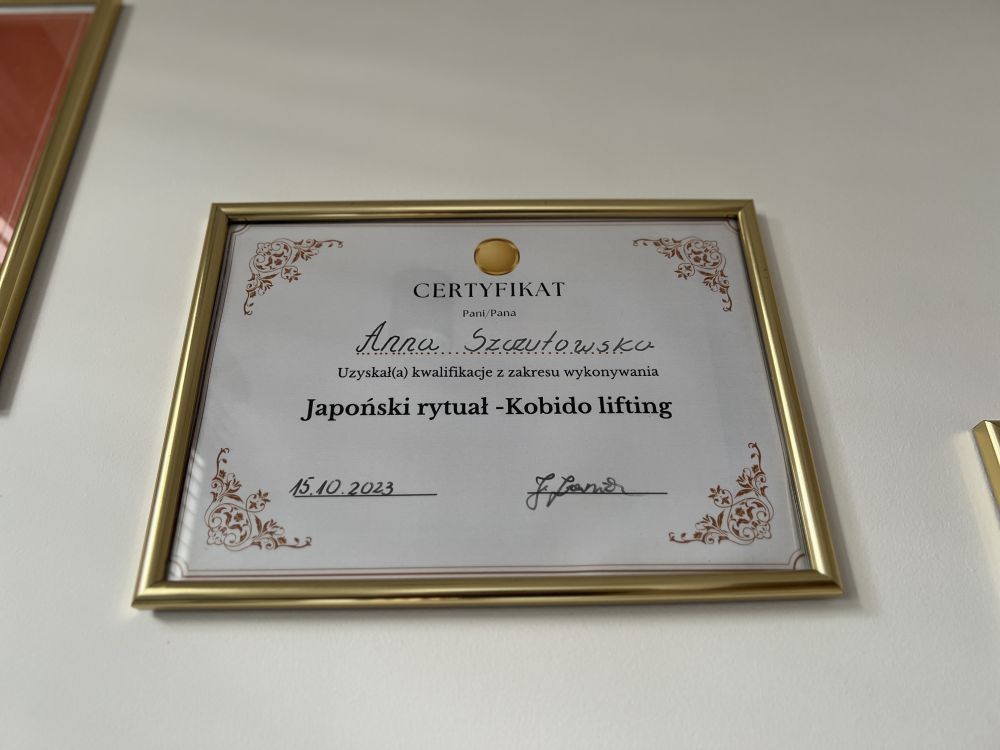 CERTYFIKAT
Pani/Pana
Anna Szczutowska
Uzyskał(a) kwalifikacje z zakresu wykonywania
Japoński rytuał -Kobido lifting
15.10.2023